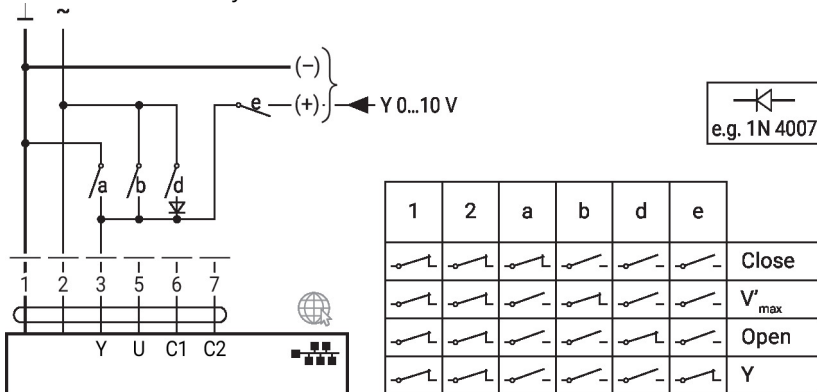 ⊥ ~
(−)
e (+) Y 0...10 V
a b d
e.g. 1N 4007
1 2 a b d e
Close
V'max
Open
Y
1 2 3 5 6 7
Y U C1 C2